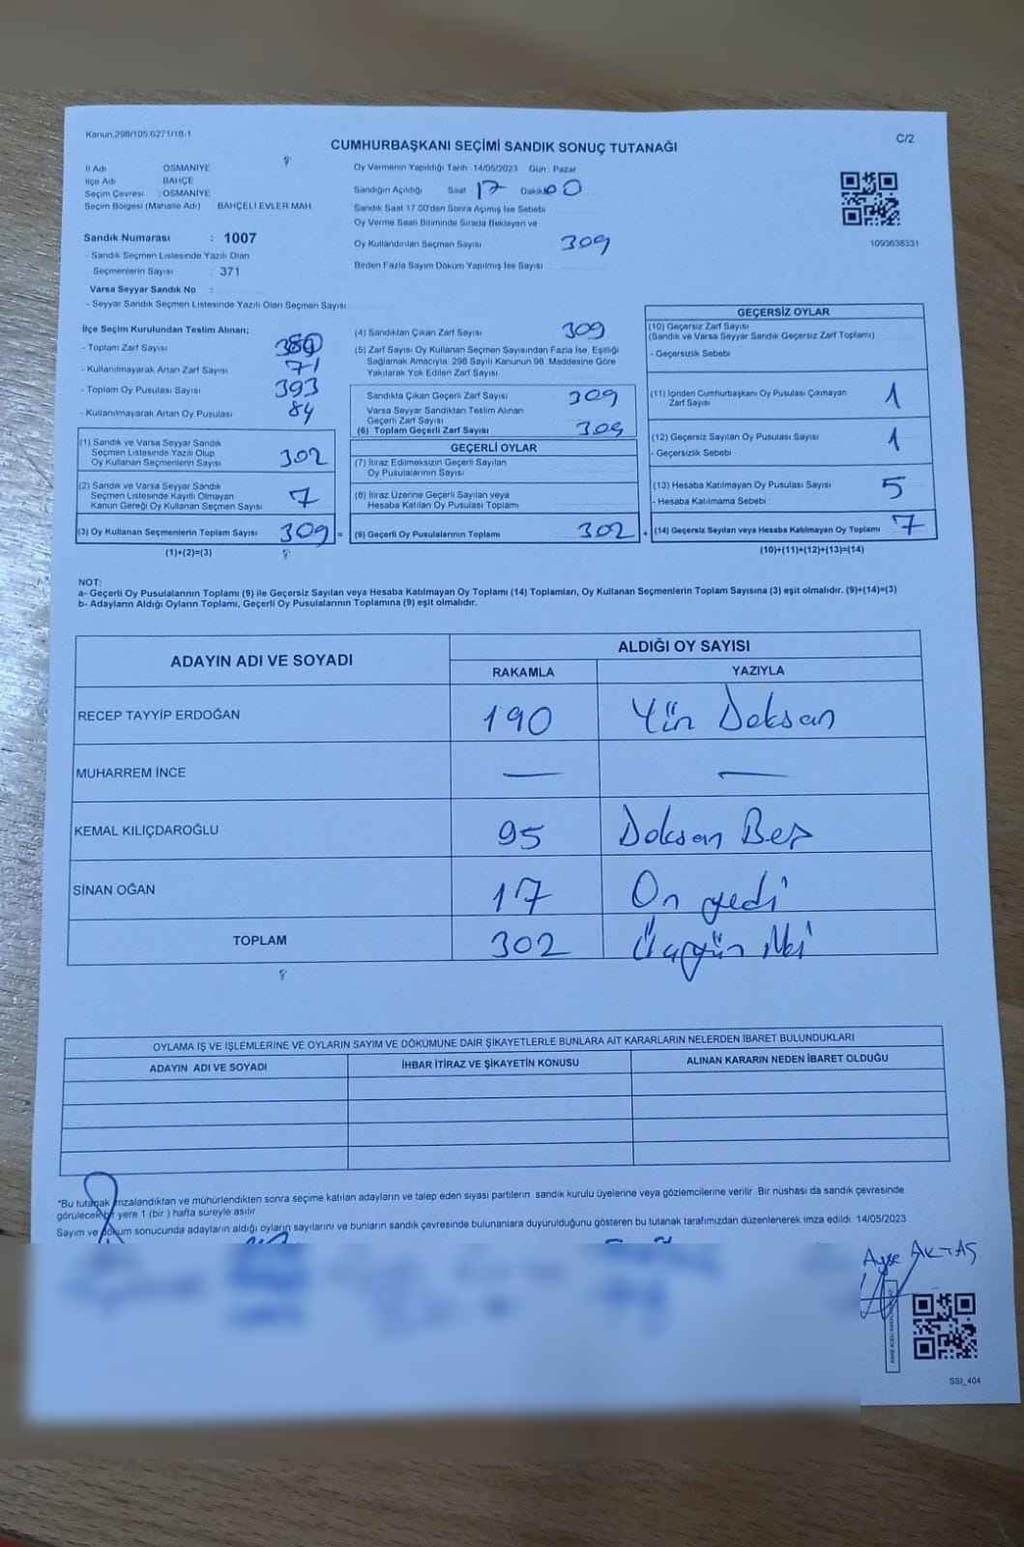 Kanun.298/105,6271/18-1
C/2
CUMHURBAŞKANI SEÇİMİ SANDIK SONUÇ TUTANAĞI
İl Adı OSMANİYE
İlçe Adı BAHÇE
Seçim Çevresi : OSMANİYE
Seçim Bölgesi (Mahalle Adı) BAHÇELİ EVLER MAH.
Sandık Numarası : 1007
- Sandık Seçmen Listesinde Yazılı Olan
Seçmenlerin Sayısı : 371
Varsa Seyyar Sandık No :
- Seyyar Sandık Seçmen Listesinde Yazılı Olan Seçmen Sayısı
Oy Vermenin Yapıldığı Tarih : 14/05/2023 Gün : Pazar
Sandığın Açıldığı Saat 17 Dakika 00
Sandık Saat 17.00'den Sonra Açılmış İse Sebebi
Oy Verme Saati Bitiminde Sırada Bekleyen ve
Oy Kullandırılan Seçmen Sayısı 309
Birden Fazla Sayım Döküm Yapılmış İse Sayısı
1093638331
İlçe Seçim Kurulundan Teslim Alınan;
- Toplam Zarf Sayısı 380
- Kullanılmayarak Artan Zarf Sayısı 71
- Toplam Oy Pusulası Sayısı 393
- Kullanılmayarak Artan Oy Pusulası 84
(1) Sandık ve Varsa Seyyar Sandık
Seçmen Listesinde Yazılı Olup
Oy Kullanan Seçmenlerin Sayısı 302
(2) Sandık ve Varsa Seyyar Sandık
Seçmen Listesinde Kayıtlı Olmayan
Kanun Gereği Oy Kullanan Seçmen Sayısı 7
(3) Oy Kullanan Seçmenlerin Toplam Sayısı 309 =
(1)+(2)=(3)
(4) Sandıktan Çıkan Zarf Sayısı 309
(5) Zarf Sayısı Oy Kullanan Seçmen Sayısından Fazla İse, Eşitliği
Sağlamak Amacıyla 298 Sayılı Kanunun 98. Maddesine Göre
Yakılarak Yok Edilen Zarf Sayısı
Sandıkta Çıkan Geçerli Zarf Sayısı 309
Varsa Seyyar Sandıktan Teslim Alınan
Geçerli Zarf Sayısı
(6) Toplam Geçerli Zarf Sayısı 309
GEÇERLİ OYLAR
(7) İtiraz Edilmeksizin Geçerli Sayılan
Oy Pusulalarının Sayısı
(8) İtiraz Üzerine Geçerli Sayılan veya
Hesaba Katılan Oy Pusulası Toplamı
(9) Geçerli Oy Pusulalarının Toplamı 302 +
GEÇERSİZ OYLAR
(10) Geçersiz Zarf Sayısı
(Sandık ve Varsa Seyyar Sandık Geçersiz Zarf Toplamı)
- Geçersizlik Sebebi
(11) İçinden Cumhurbaşkanı Oy Pusulası Çıkmayan
Zarf Sayısı 1
(12) Geçersiz Sayılan Oy Pusulası Sayısı 1
- Geçersizlik Sebebi
(13) Hesaba Katılmayan Oy Pusulası Sayısı 5
- Hesaba Katılmama Sebebi
(14) Geçersiz Sayılan veya Hesaba Katılmayan Oy Toplamı 7
(10)+(11)+(12)+(13)=(14)
NOT:
a- Geçerli Oy Pusulalarının Toplamı (9) ile Geçersiz Sayılan veya Hesaba Katılmayan Oy Toplamı (14) Toplamları, Oy Kullanan Seçmenlerin Toplam Sayısına (3) eşit olmalıdır. (9)+(14)=(3)
b- Adayların Aldığı Oyların Toplamı, Geçerli Oy Pusulalarının Toplamına (9) eşit olmalıdır.
ADAYIN ADI VE SOYADI ALDIĞI OY SAYISI
RAKAMLA YAZIYLA
RECEP TAYYİP ERDOĞAN 190 Yüz Doksan
MUHARREM İNCE — —
KEMAL KILIÇDAROĞLU 95 Doksan Beş
SİNAN OĞAN 17 On yedi
TOPLAM 302
OYLAMA İŞ VE İŞLEMLERİNE VE OYLARIN SAYIM VE DÖKÜMÜNE DAİR ŞİKAYETLERLE BUNLARA AİT KARARLARIN NELERDEN İBARET BULUNDUKLARI
ADAYIN ADI VE SOYADI İHBAR İTİRAZ VE ŞİKAYETİN KONUSU ALINAN KARARIN NEDEN İBARET OLDUĞU
*Bu tutanak imzalandıktan ve mühürlendikten sonra seçime katılan adayların ve talep eden siyasi partilerin sandık kurulu üyelerine veya gözlemcilerine verilir. Bir nüshası da sandık çevresinde
görülecek bir yere 1 (bir ) hafta süreyle asılır
Sayım ve döküm sonucunda adayların aldığı oyların sayılarını ve bunların sandık çevresinde bulunanlara duyurulduğunu gösteren bu tutanak tarafımızdan düzenlenerek imza edildi. 14/05/2023
Ayşe AKTAŞ
SSI_404